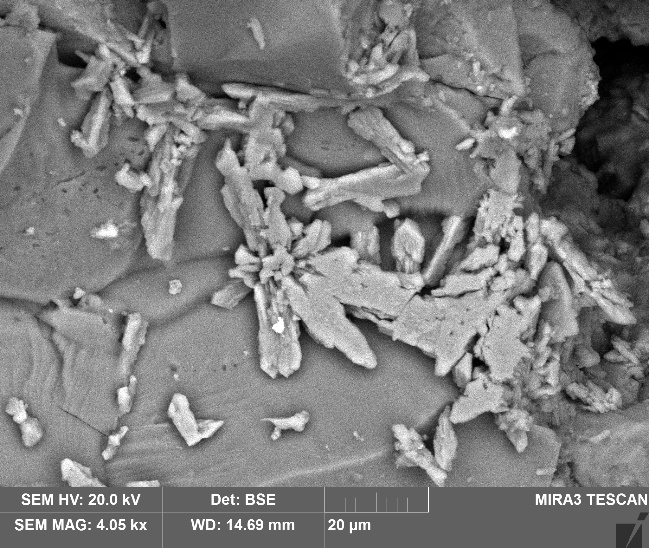 SEM HV: 20.0 kV Det: BSE MIRA3 TESCAN
SEM MAG: 4.05 kx WD: 14.69 mm 20 µm